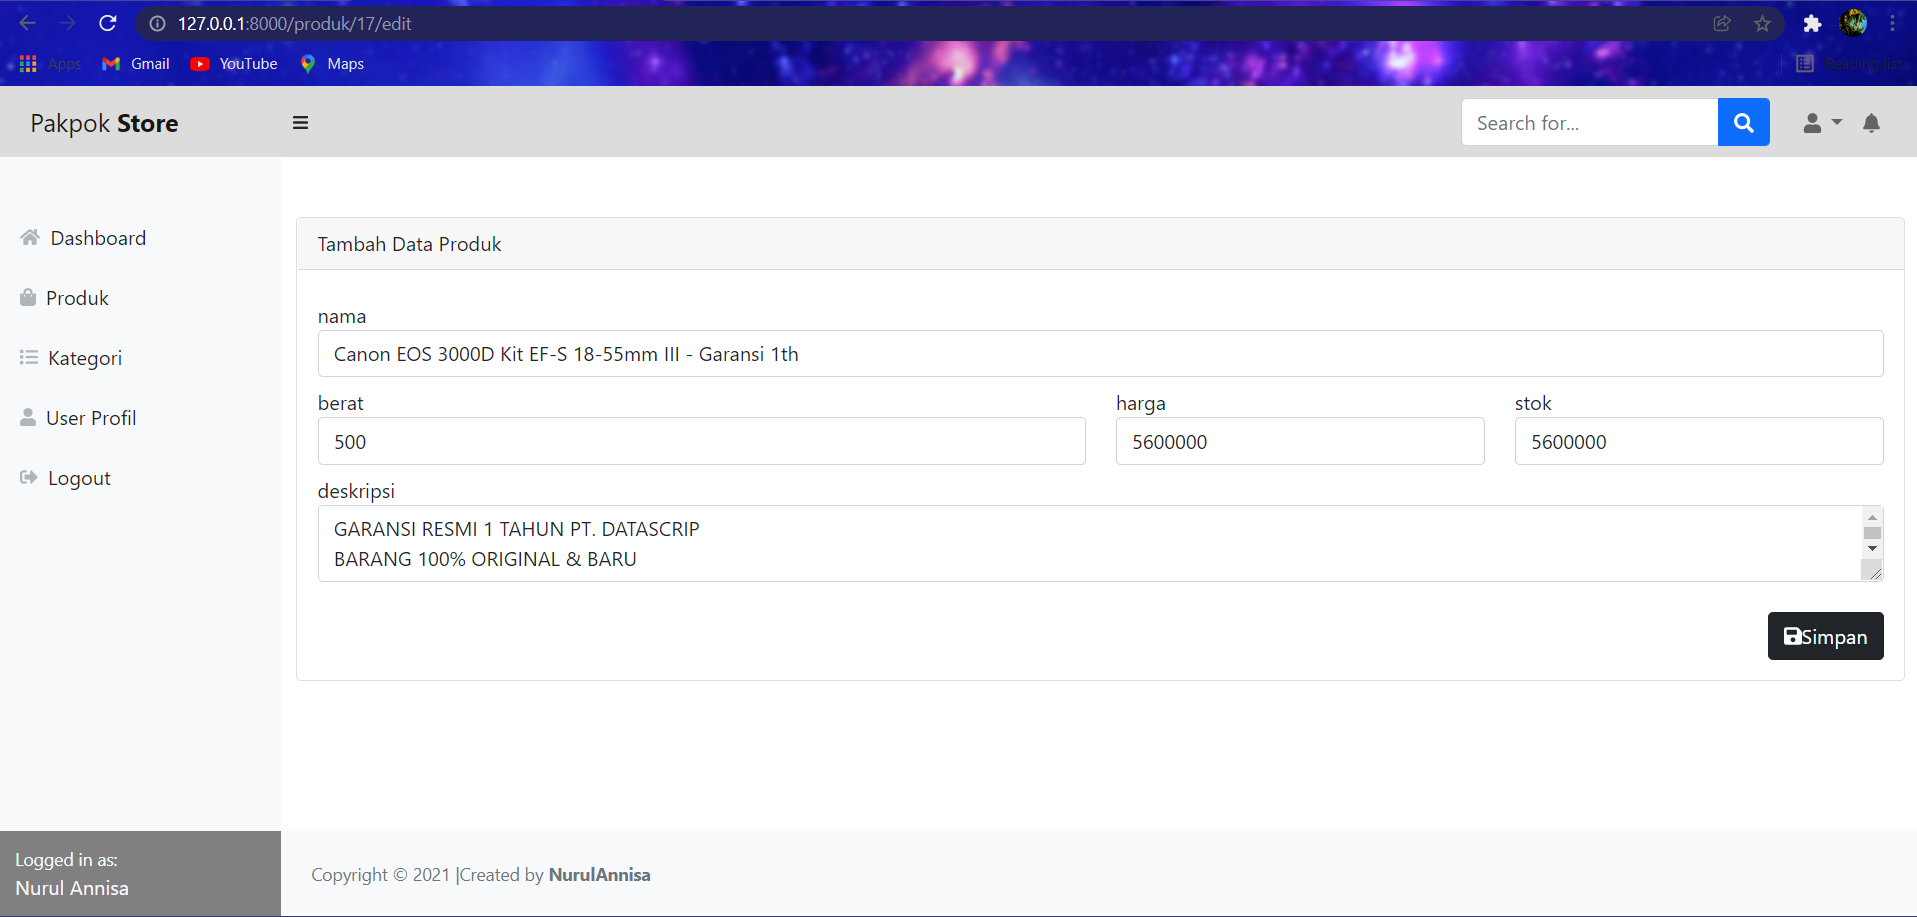 127.0.0.1:8000/produk/17/edit
Apps Gmail YouTube Maps Reading list
Pakpok Store
Search for...
Dashboard
Produk
Kategori
User Profil
Logout
Tambah Data Produk
nama
Canon EOS 3000D Kit EF-S 18-55mm III - Garansi 1th
berat harga stok
500 5600000 5600000
deskripsi
GARANSI RESMI 1 TAHUN PT. DATASCRIP
BARANG 100% ORIGINAL & BARU
Simpan
Logged in as:
Nurul Annisa
Copyright © 2021 |Created by NurulAnnisa